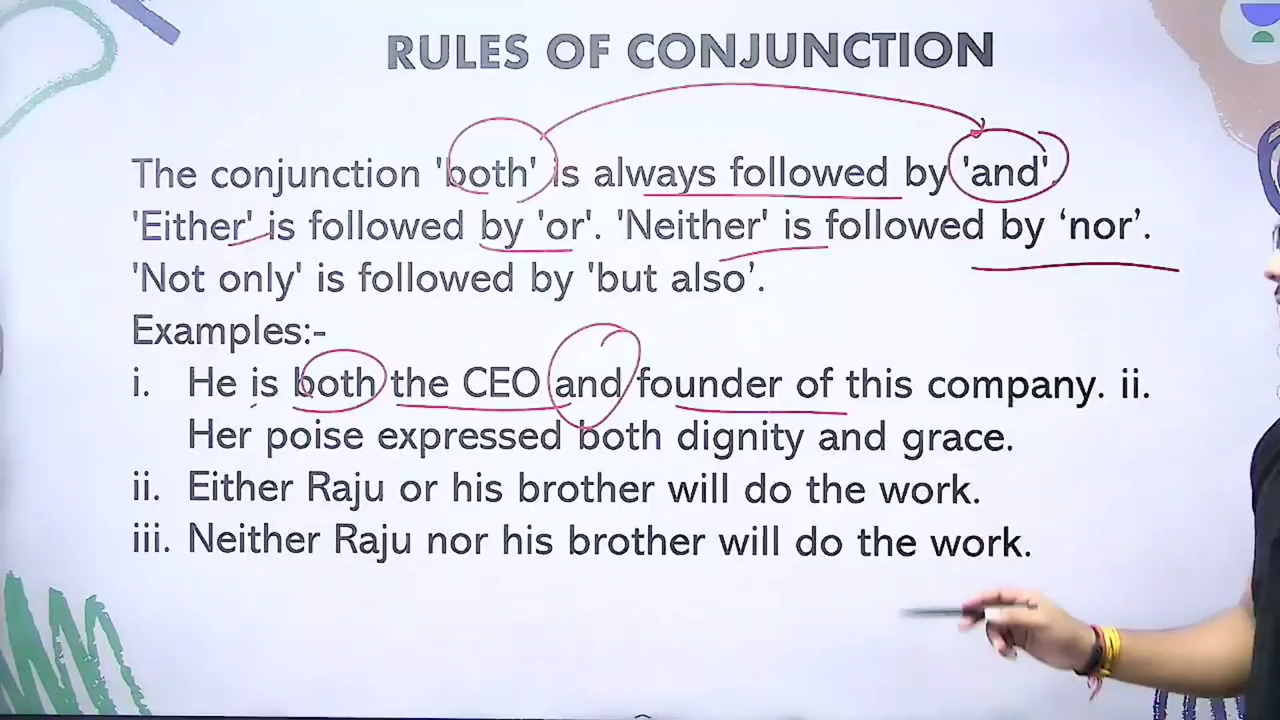 RULES OF CONJUNCTION
The conjunction 'both' is always followed by 'and'.
'Either' is followed by 'or'. 'Neither' is followed by ‘nor’.
'Not only' is followed by 'but also’.
Examples:-
i. He is both the CEO and founder of this company. ii.
Her poise expressed both dignity and grace.
ii. Either Raju or his brother will do the work.
iii. Neither Raju nor his brother will do the work.